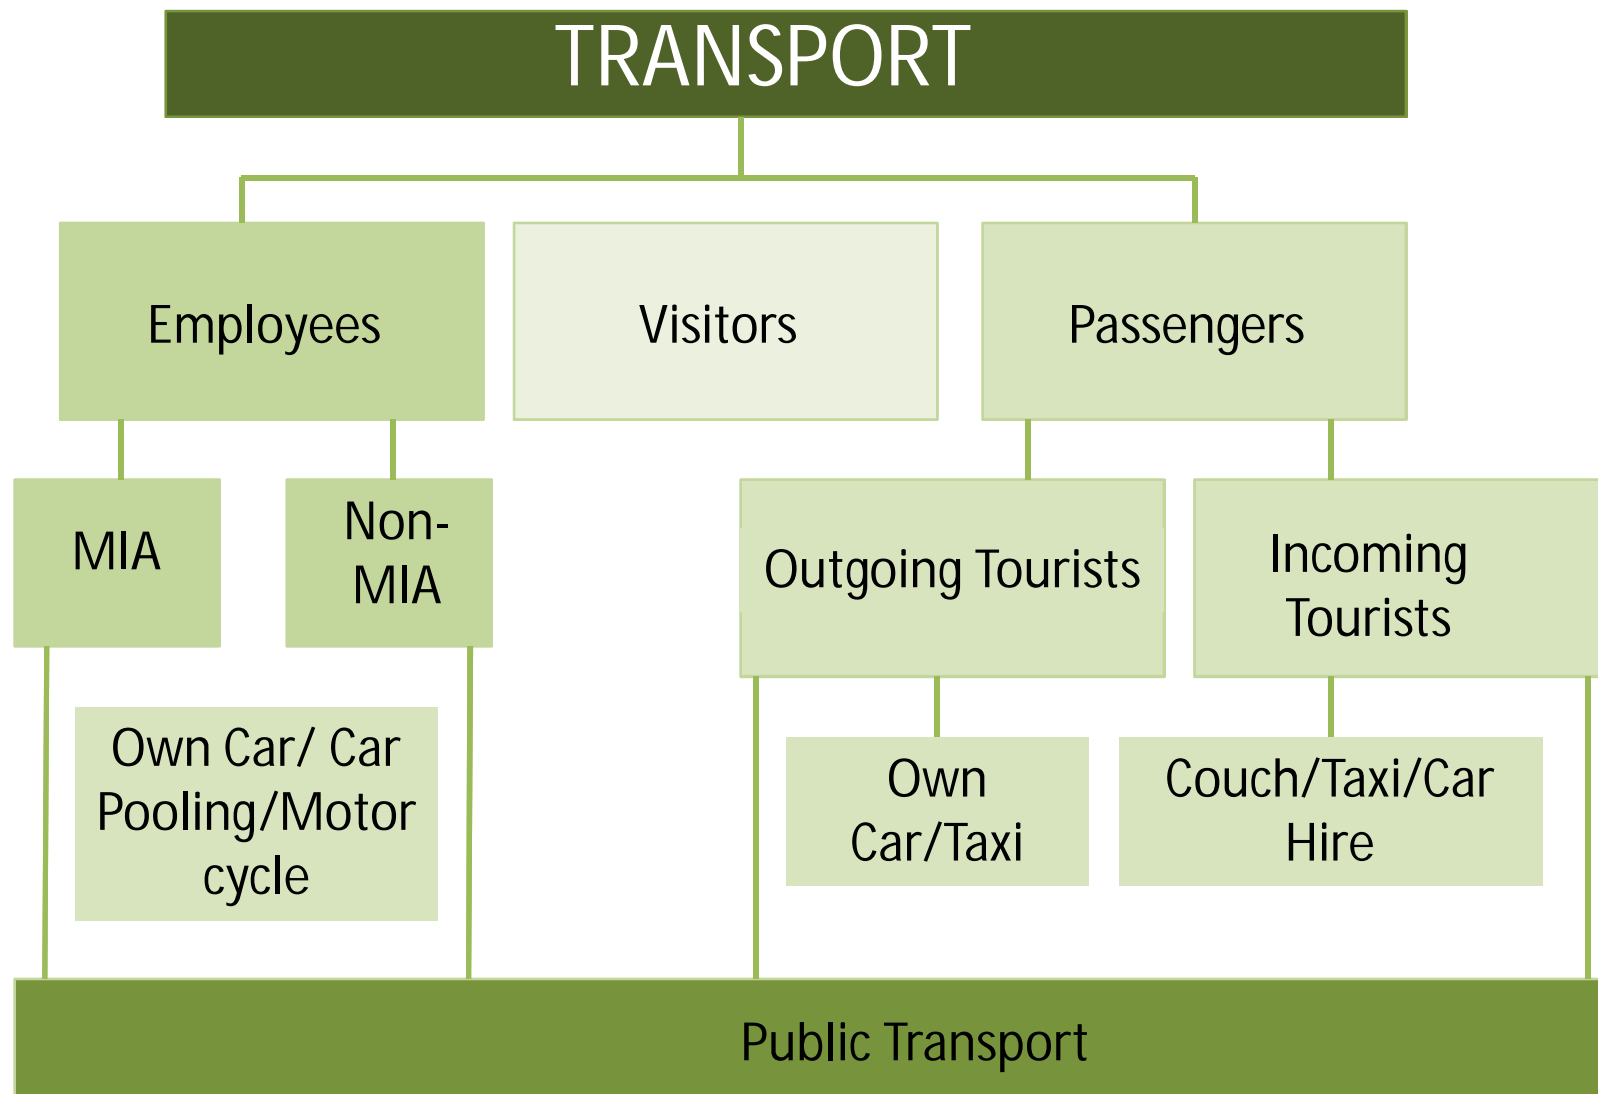 TRANSPORT
Employees
Visitors
Passengers
MIA
Non-
MIA
Outgoing Tourists
Incoming
Tourists
Own Car/ Car
Pooling/Motor
cycle
Own
Car/Taxi
Couch/Taxi/Car
Hire
Public Transport